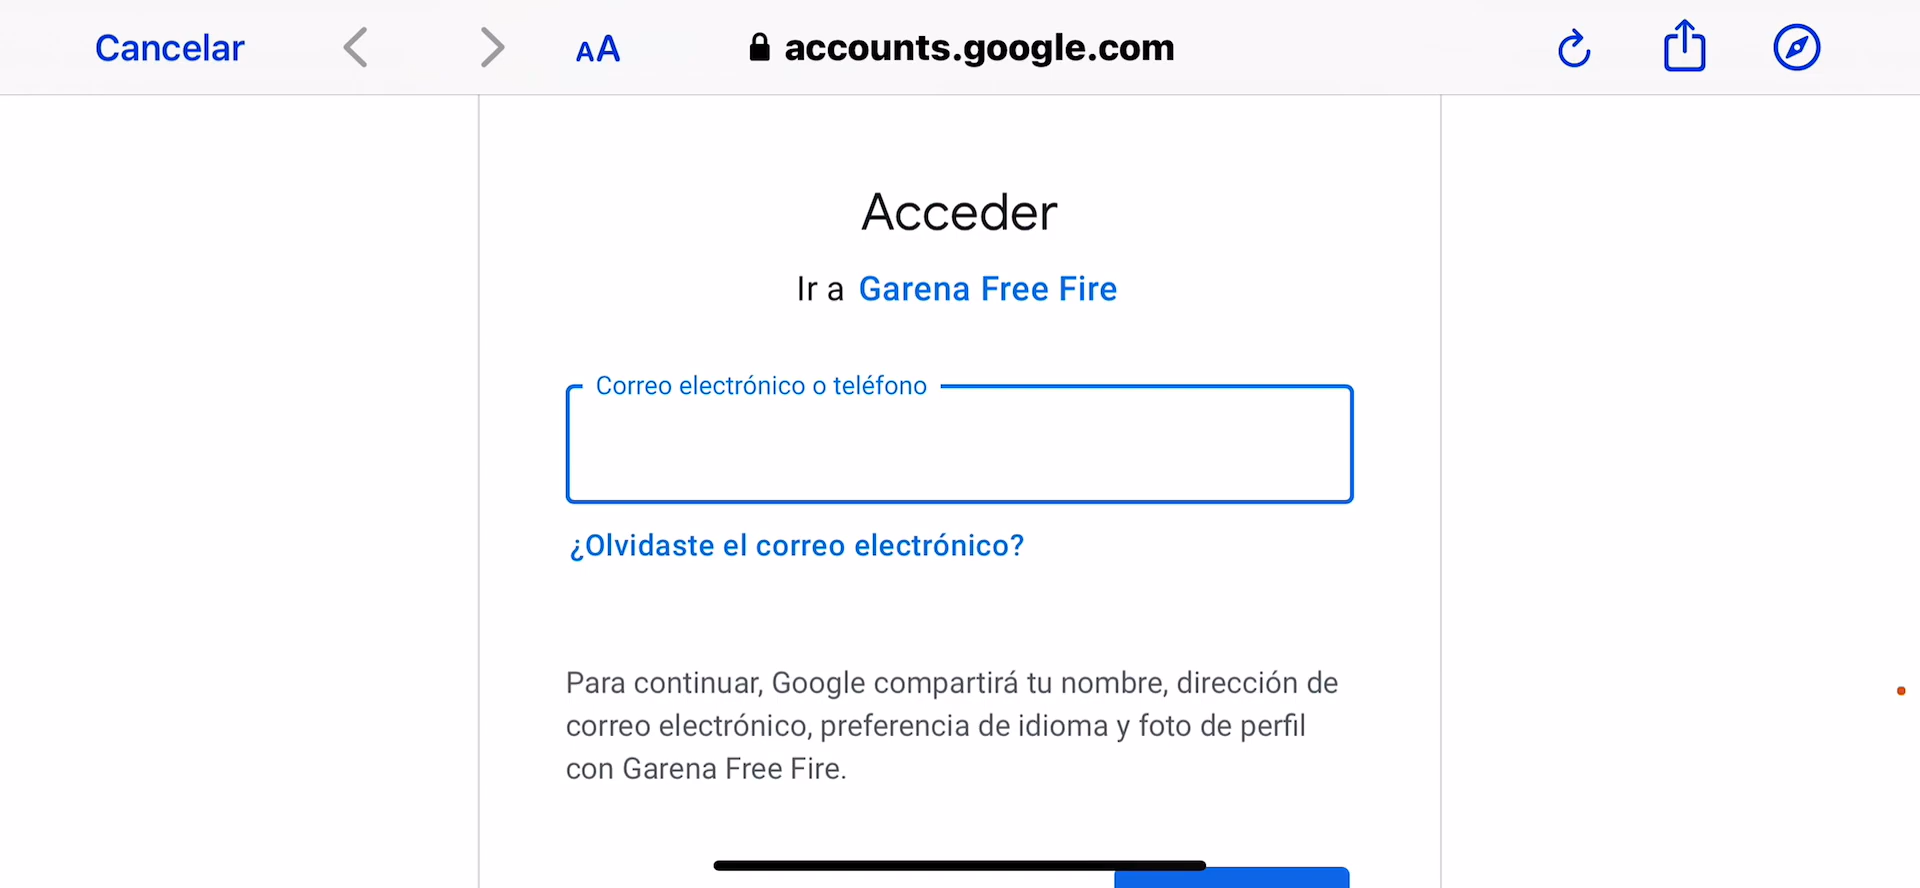 Cancelar AA accounts.google.com
Acceder
Ir a Garena Free Fire
Correo electrónico o teléfono
¿Olvidaste el correo electrónico?
Para continuar, Google compartirá tu nombre, dirección de
correo electrónico, preferencia de idioma y foto de perfil
con Garena Free Fire.